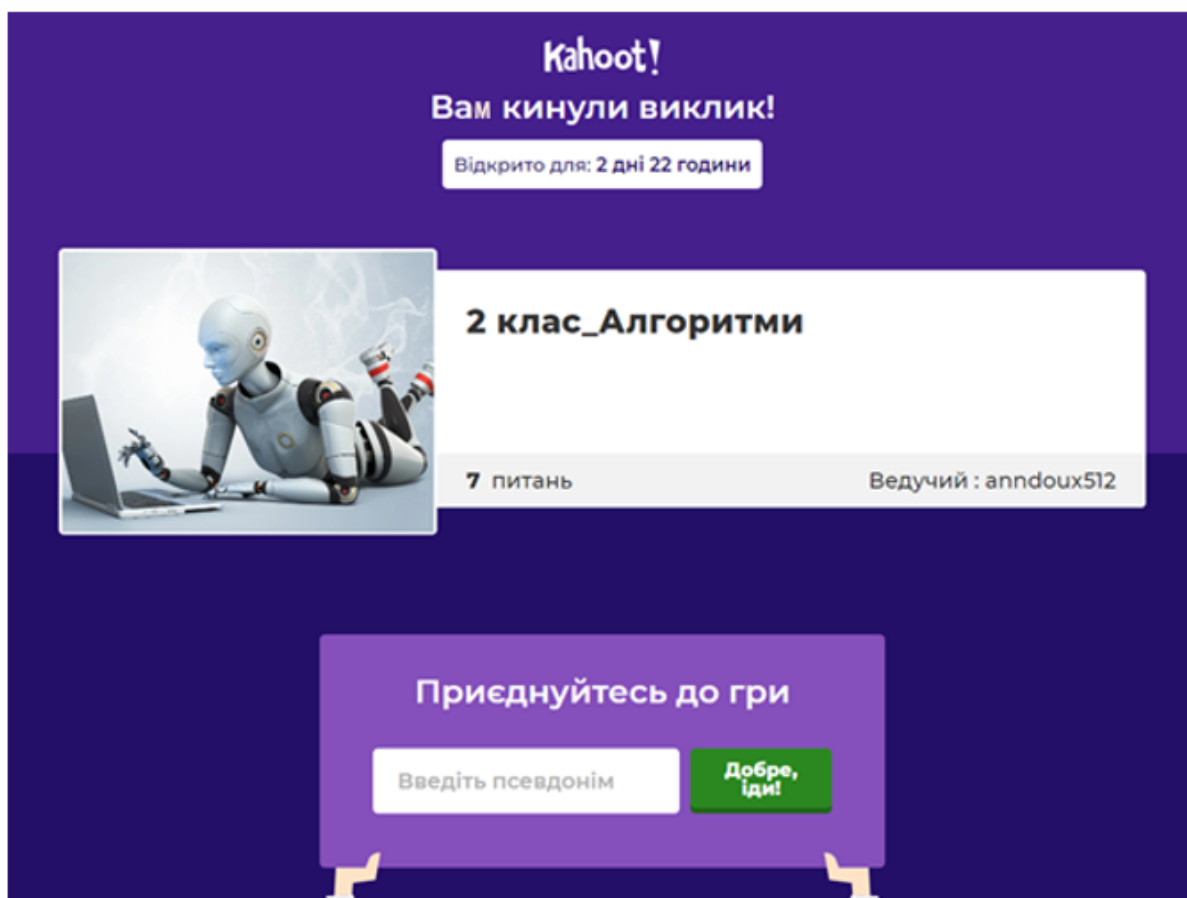 Kahoot!
Вам кинули виклик!
Відкрито для: 2 дні 22 години
2 клас_Алгоритми
7 питань
Ведучий : anndoux512
Приєднуйтесь до гри
Введіть псевдонім
Добре,
іди!